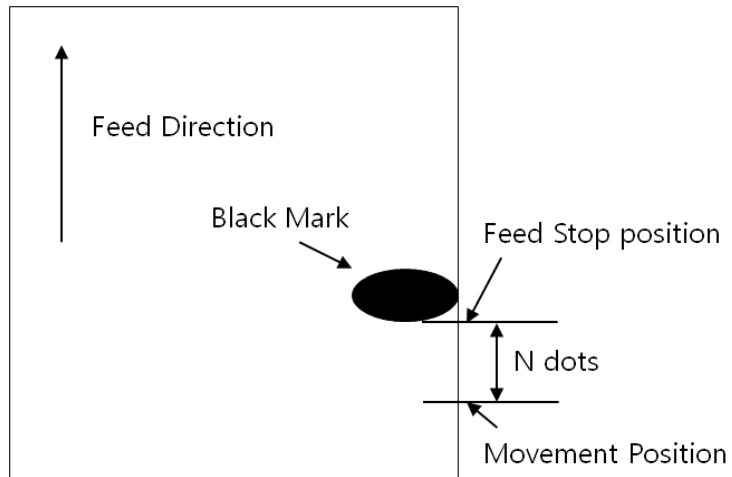 Feed Direction
Black Mark
Feed Stop position
N dots
Movement Position